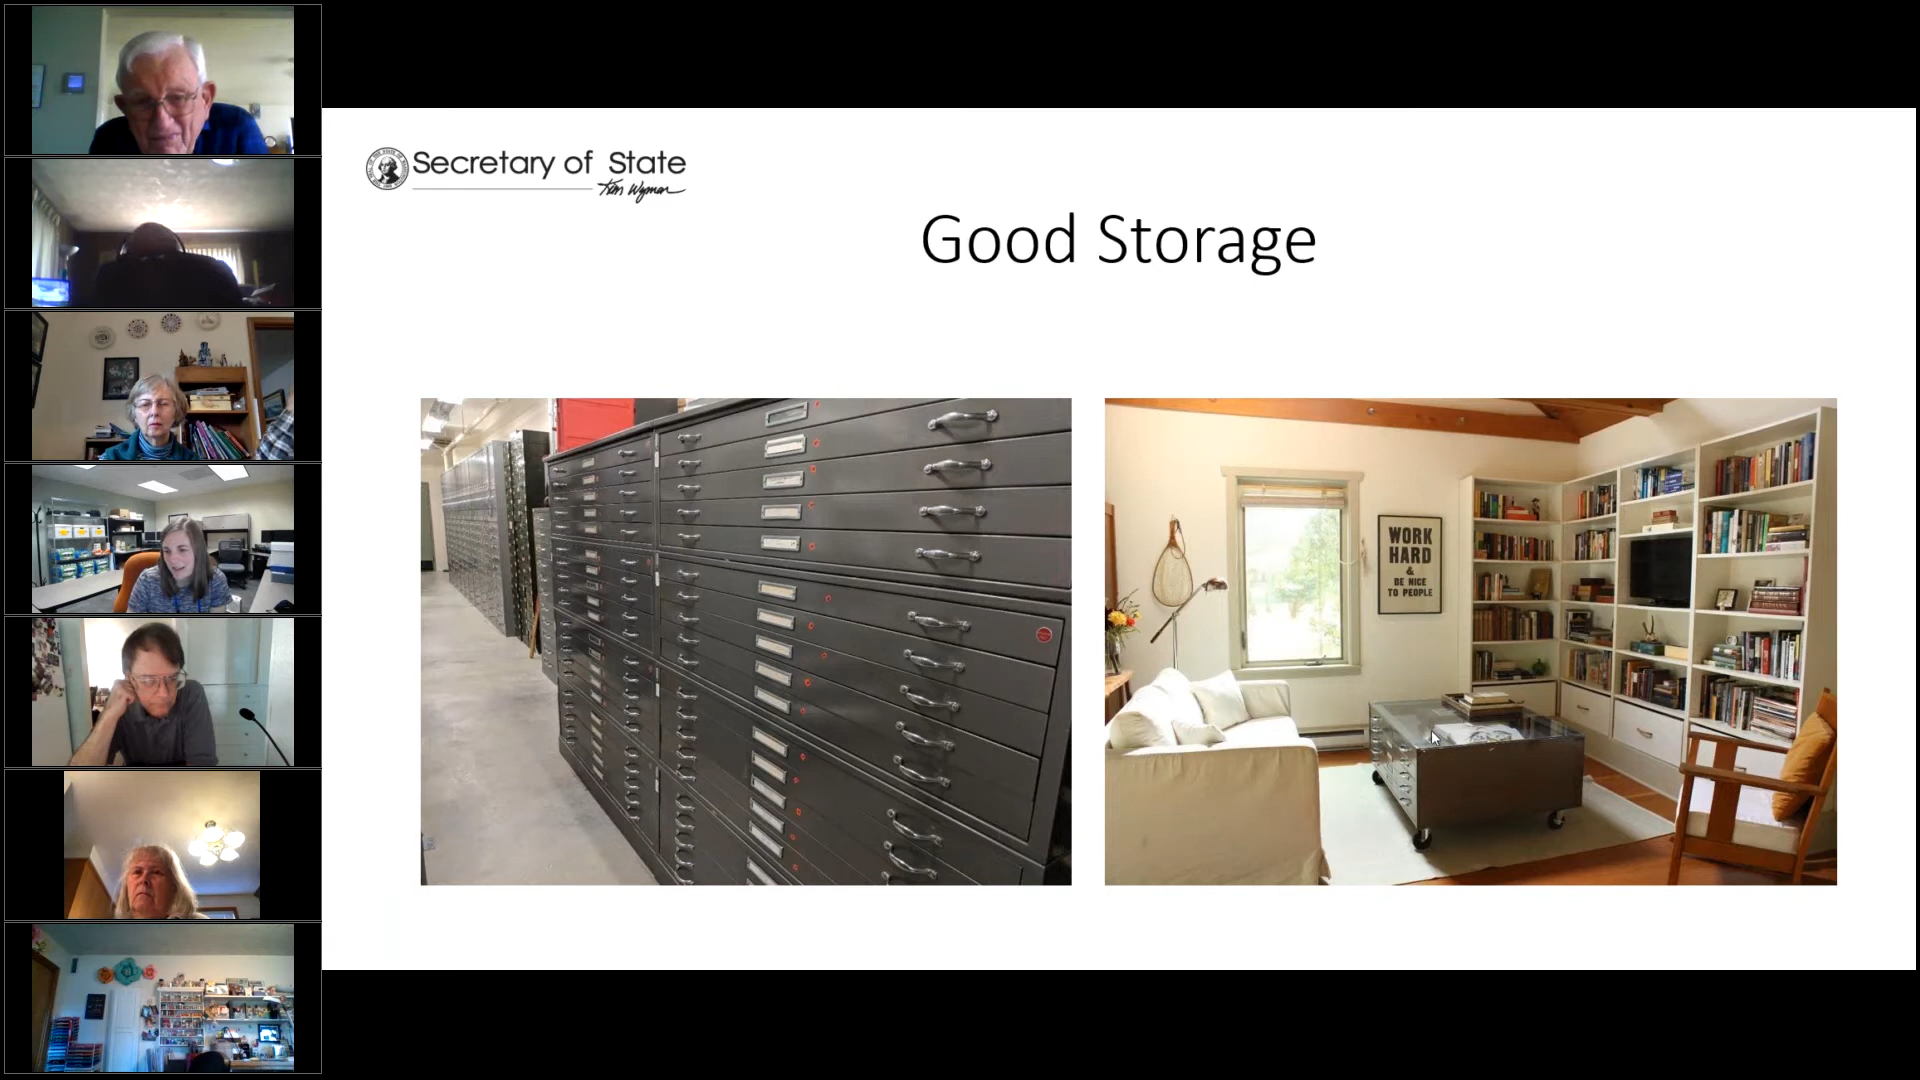 Secretary of State
Kim Wyman
Good Storage
WORK
HARD
&
BE NICE
TO PEOPLE